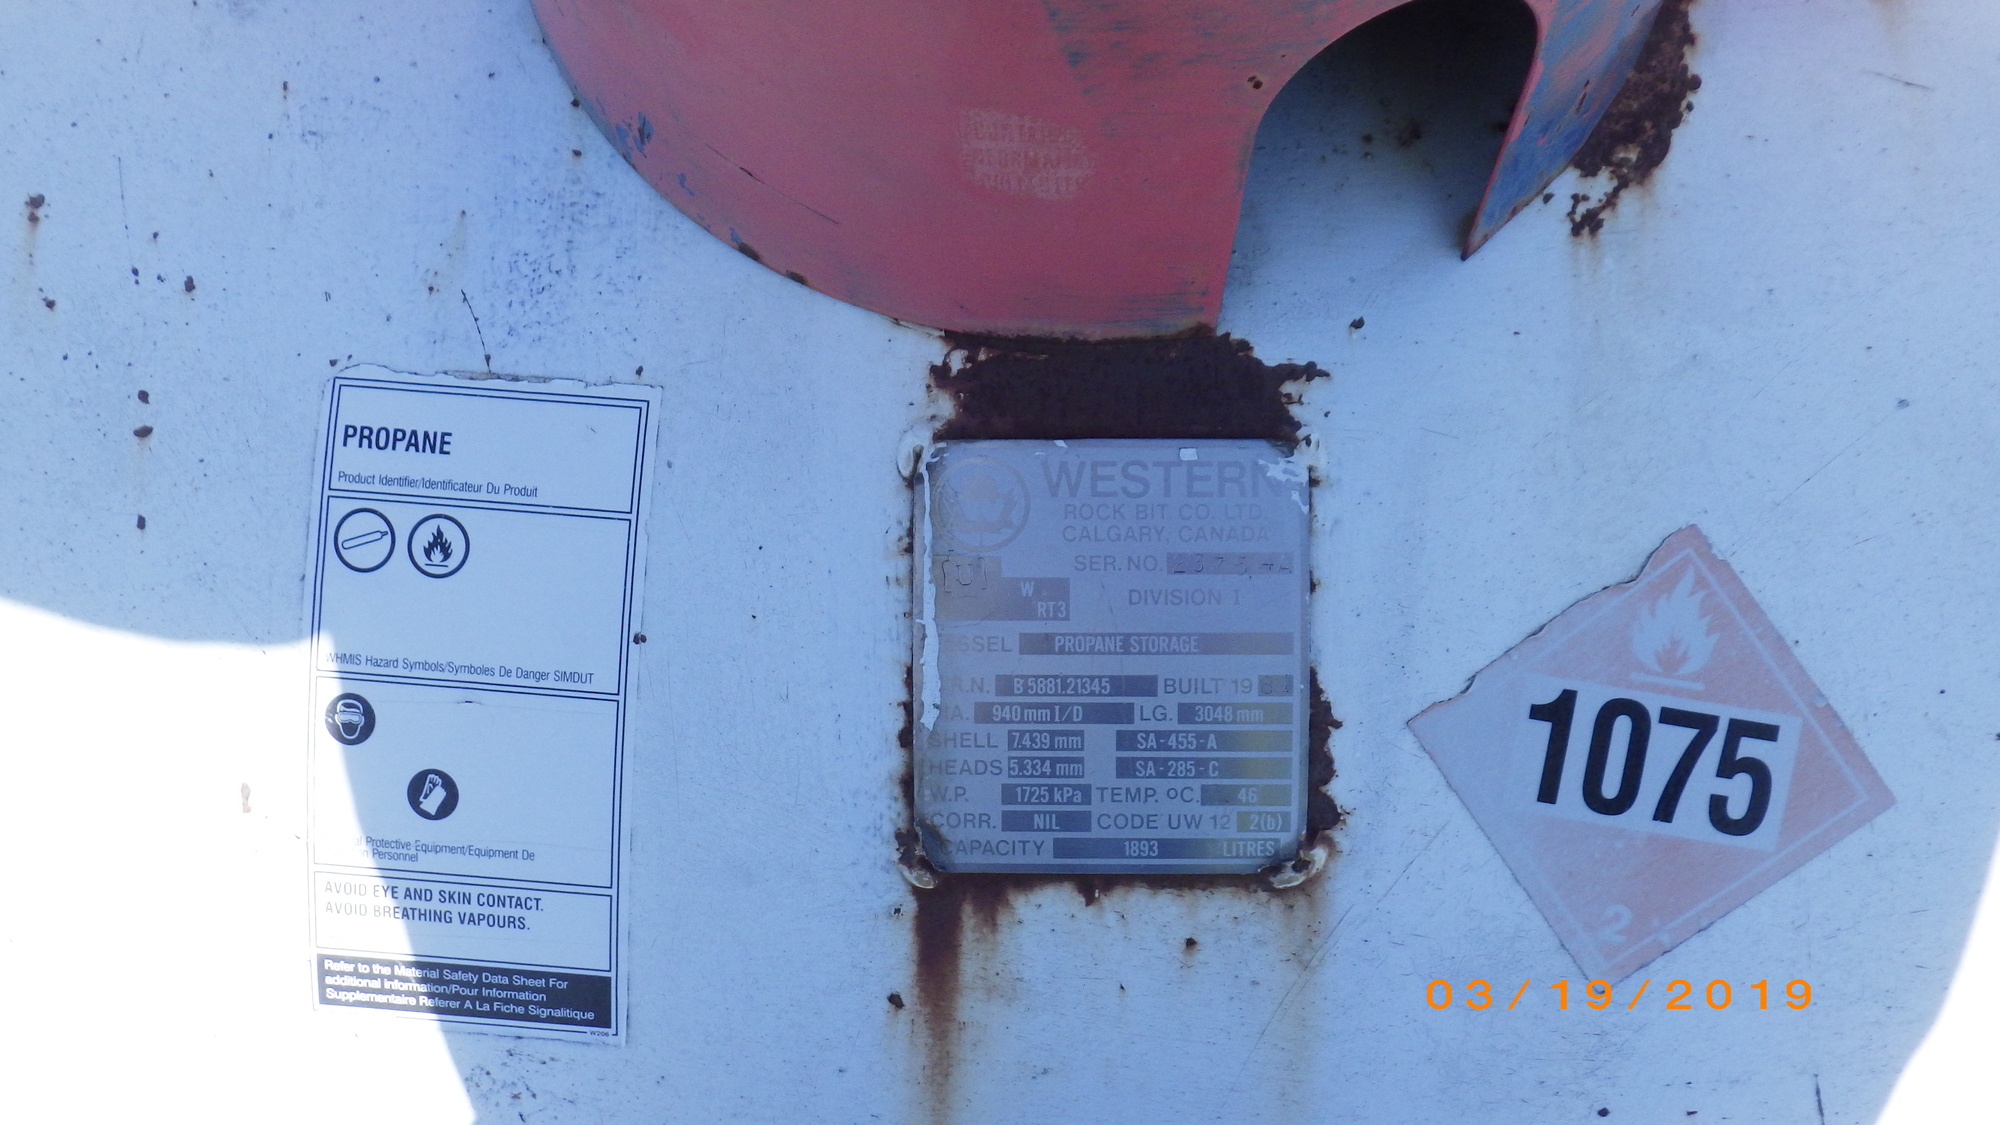 PROPANE
Product Identifier/Identificateur Du Produit
WHMIS Hazard Symbols/Symboles De Danger SIMDUT
Protective Equipment/Equipment De
Personnel
AVOID EYE AND SKIN CONTACT.
AVOID BREATHING VAPOURS.
Refer to the Material Safety Data Sheet For
additional information/Pour Information
Supplementaire Referer A La Fiche Signalitique
W206
WESTERN
ROCK BIT CO. LTD.
CALGARY, CANADA
SER. NO.
U
W
RT3
DIVISION I
PROPANE STORAGE
R.N. B 5881.21345 BUILT 19
940 mm I/D LG. 3048 mm
SHELL 7.439 mm SA-455-A
HEADS 5.334 mm SA-285-C
W.P. 1725 kPa TEMP. ºC. 46
CORR. NIL CODE UW 12 2(b)
CAPACITY 1893 LITRES
1075
2
03/19/2019